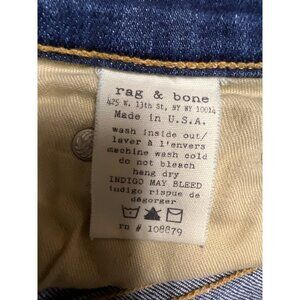 rag & bone
425 W. 13th St, NY NY 10014
Made in U.S.A.
wash inside out/
laver à l'envers
machine wash cold
do not bleach
hang dry
INDIGO MAY BLEED
indigo rispue de
dégorger
rn # 108879